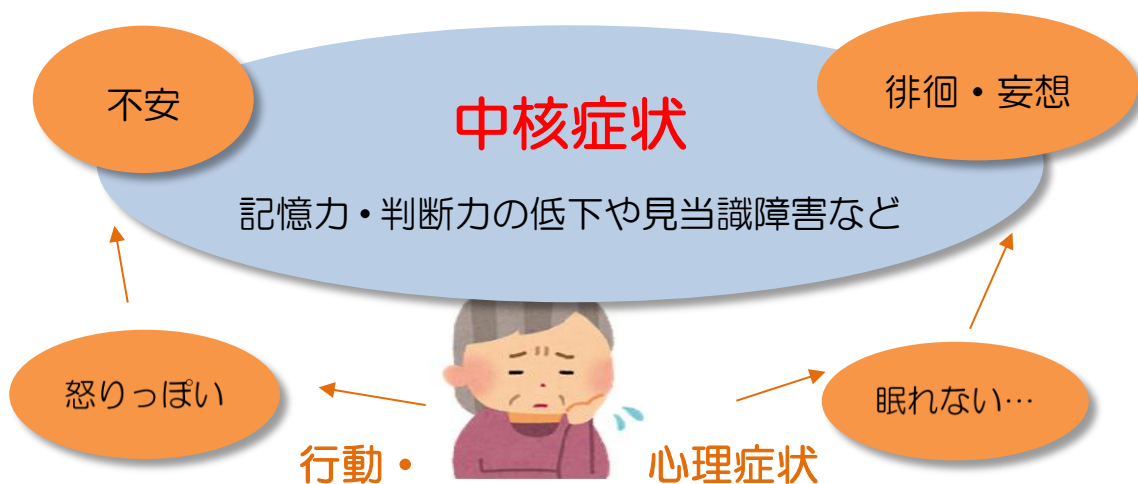 不安
徘徊・妄想
中核症状
記憶力・判断力の低下や見当識障害など
怒りっぽい
眠れない…
行動・心理症状